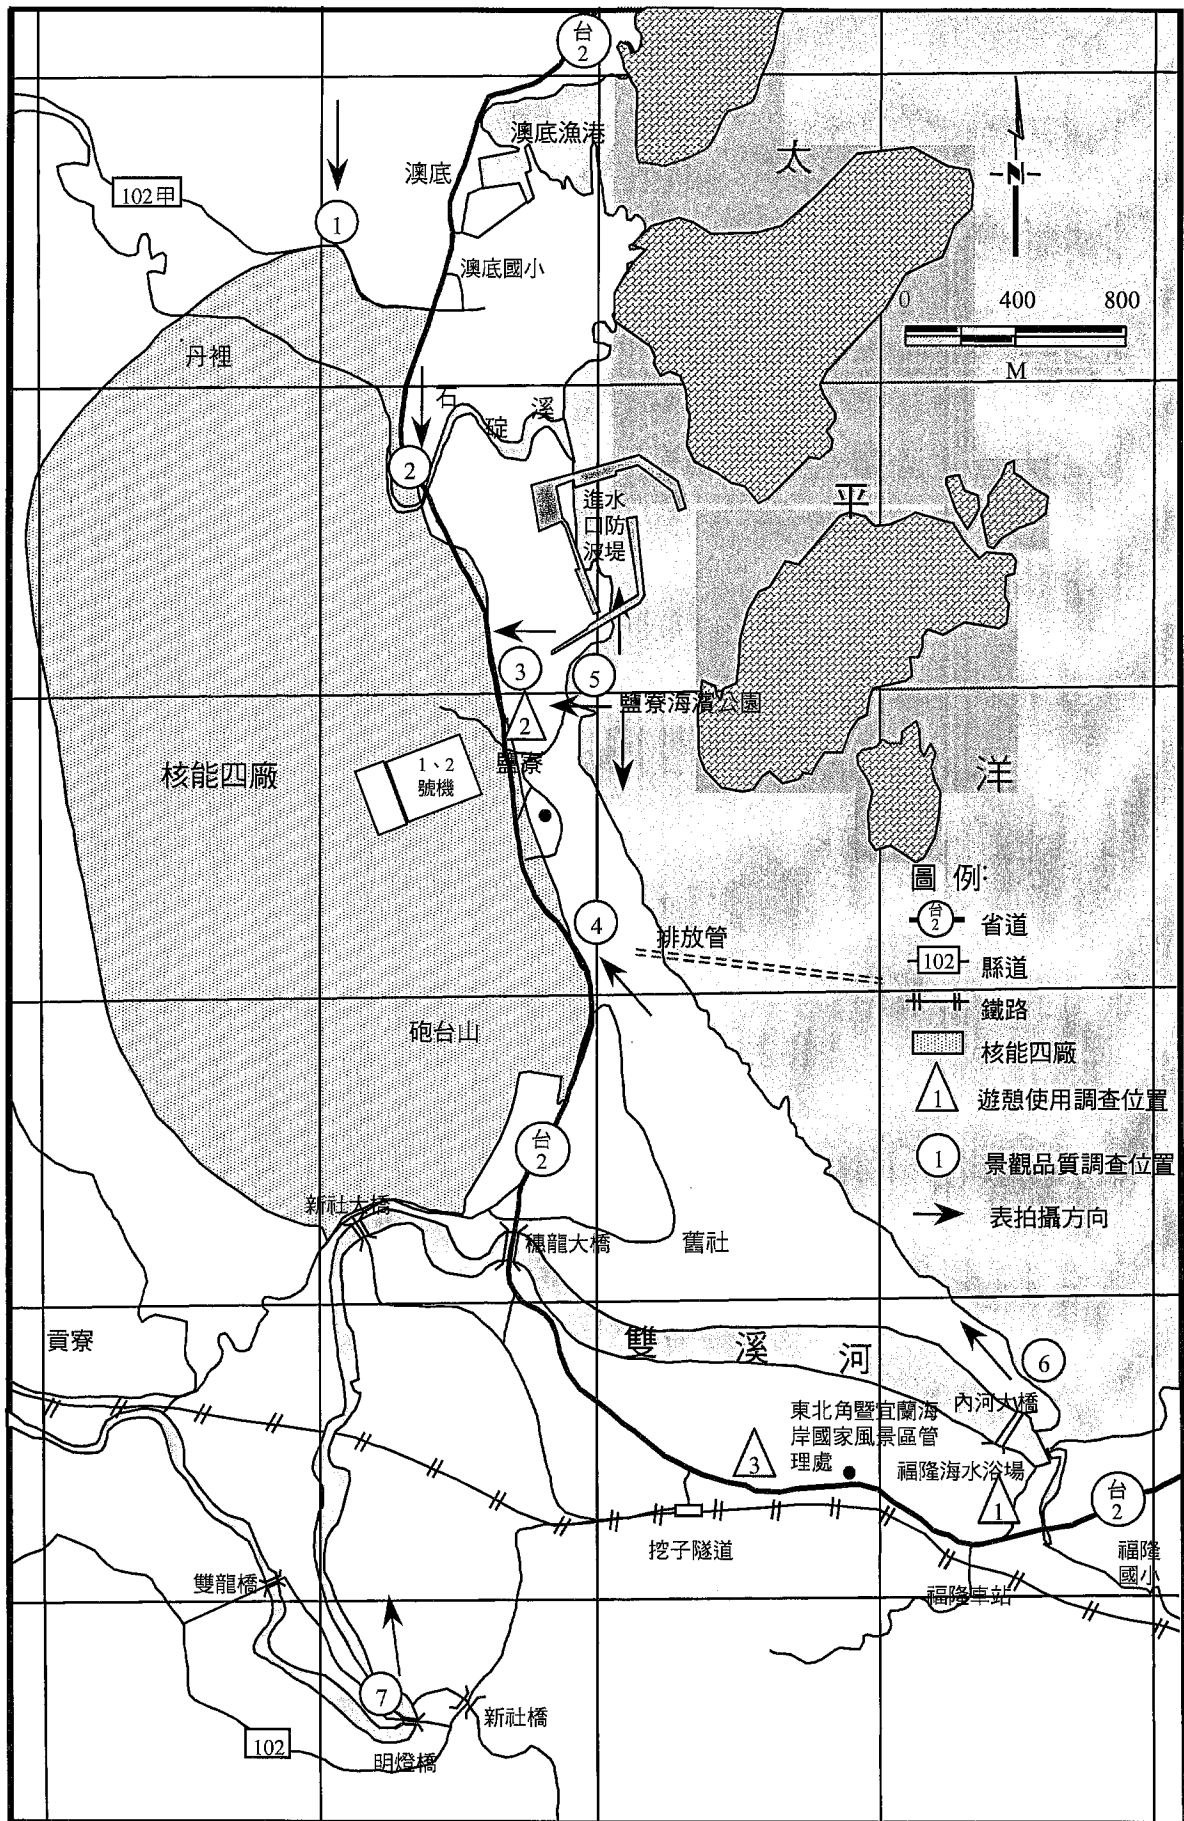 台
2
太
澳底漁港
澳底
N
102甲
1
澳底國小
0 400 800
M
丹裡
石
碇
溪
2
進水
口防
波堤
平
3
5
鹽寮海濱公園
2
鹽寮
核能四廠
1、2
號機
洋
4
排放管
砲台山
圖 例:
台
2
省道
102
縣道
鐵路
核能四廠
1
遊憩使用調查位置
1
景觀品質調查位置
表拍攝方向
台
2
新社大橋
穗龍大橋
舊社
貢寮
雙
溪
河
6
內河大橋
東北角暨宜蘭海
岸國家風景區管
理處
3
福隆海水浴場
1
台
2
挖子隧道
福隆
國小
福隆車站
雙龍橋
7
新社橋
102
明燈橋